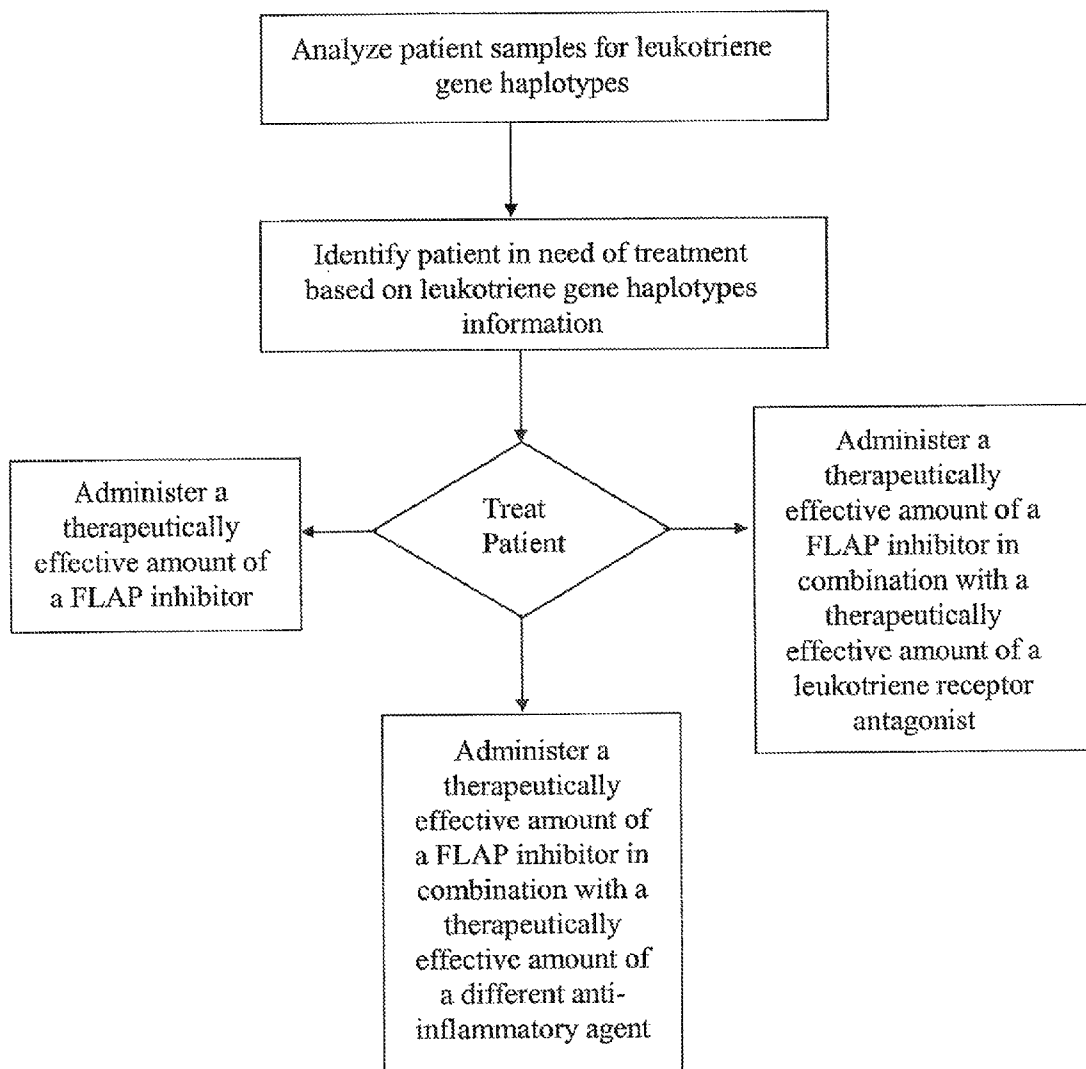 Analyze patient samples for leukotriene
gene haplotypes
Identify patient in need of treatment
based on leukotriene gene haplotypes
information
Treat
Patient
Administer a
therapeutically
effective amount of
a FLAP inhibitor
Administer a
therapeutically
effective amount of a
FLAP inhibitor in
combination with a
therapeutically
effective amount of a
leukotriene receptor
antagonist
Administer a
therapeutically
effective amount of
a FLAP inhibitor in
combination with a
therapeutically
effective amount of
a different anti-
inflammatory agent